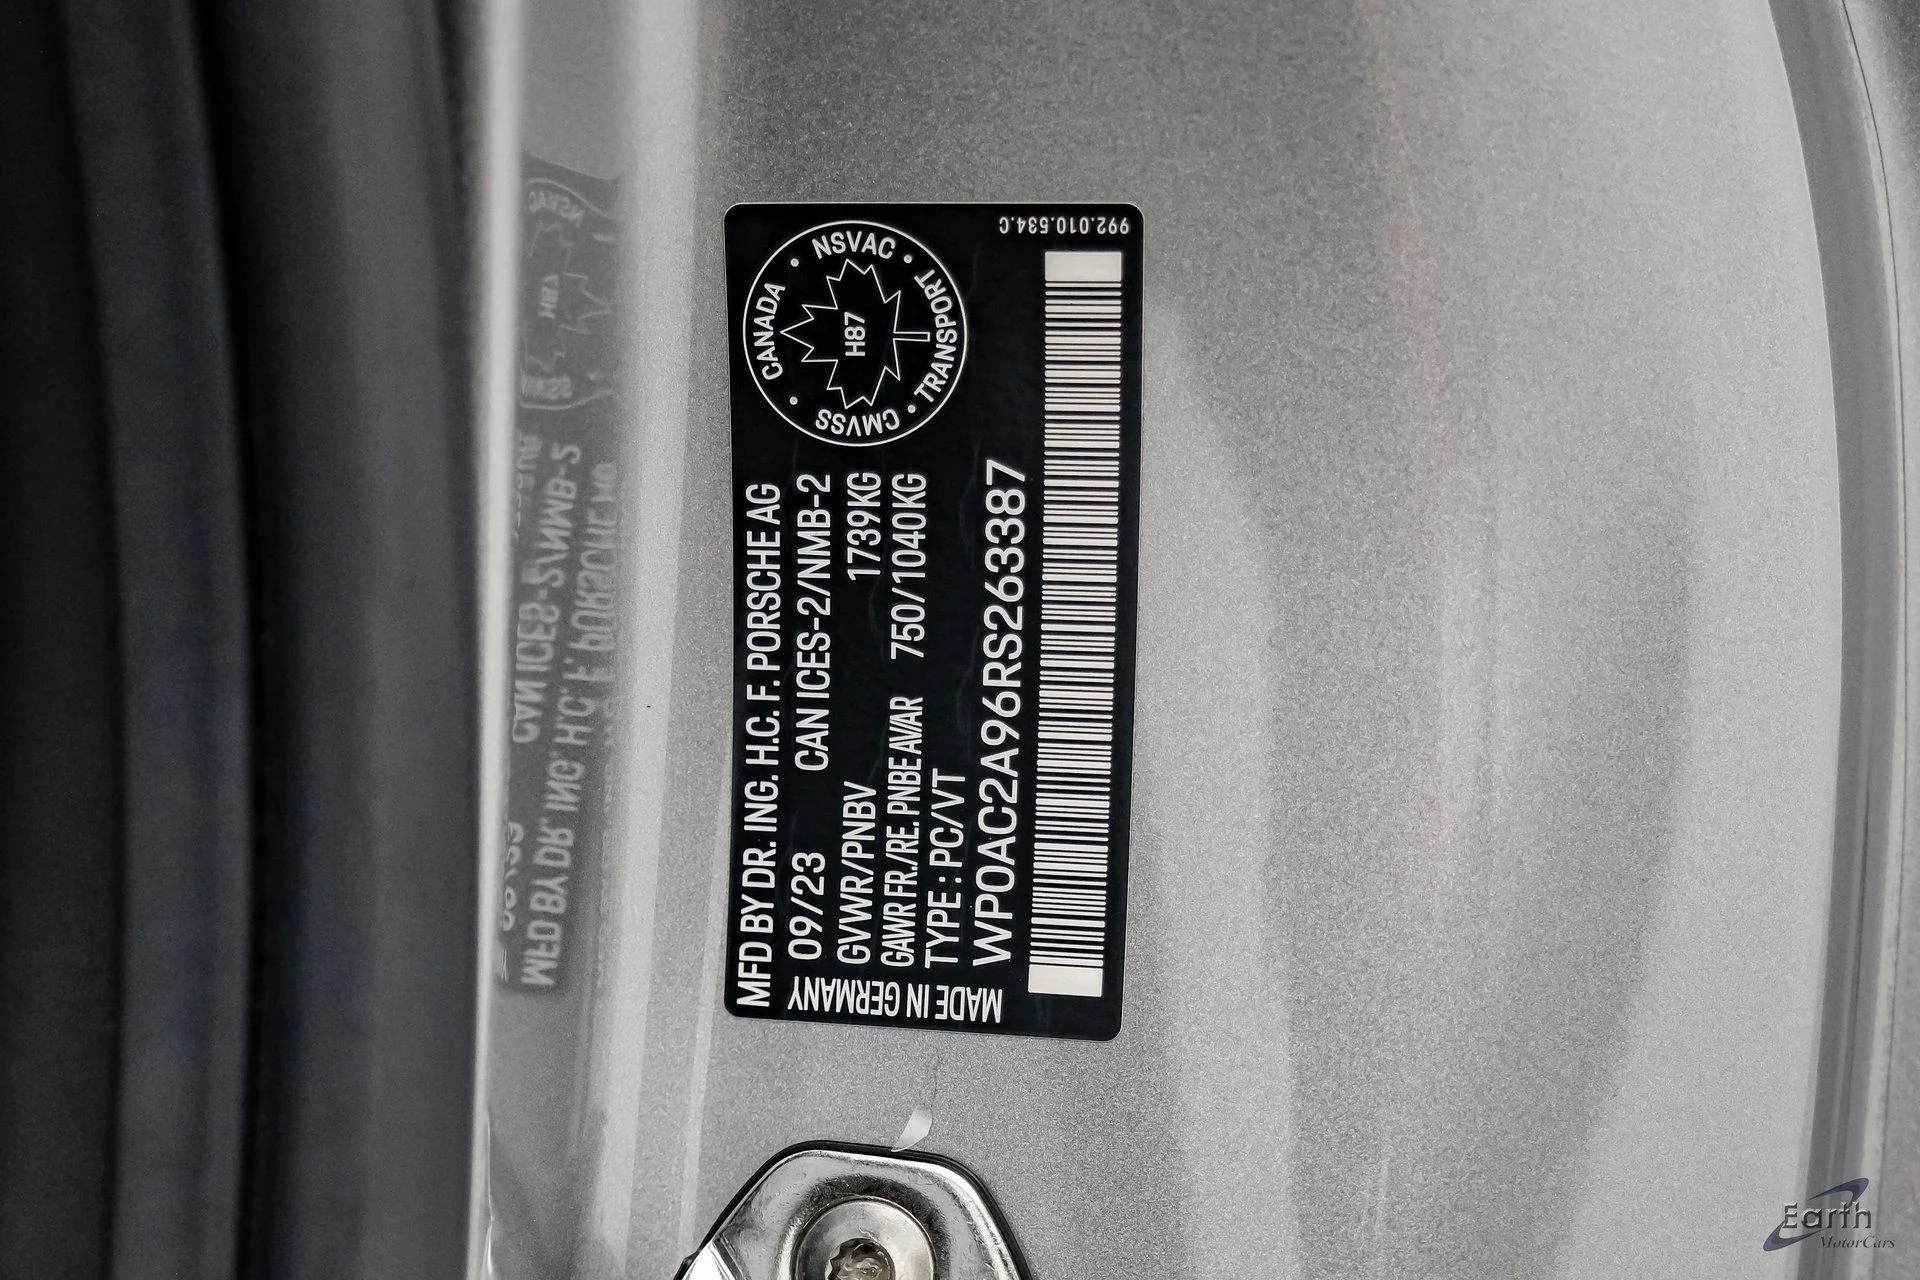 MFD BY DR. ING. H.C. F. PORSCHE AG
09/23 CAN ICES-2/NMB-2
GVWR/PNBV 1739KG
GAWR FR./RE. PNBE AV/AR 750/1040KG
TYPE : PC/VT
WP0AC2A96RS263387
MADE IN GERMANY
CANADA • NSVAC • TRANSPORT • CMVSS •
H87
992.010.534.C
Earth
MotorCars